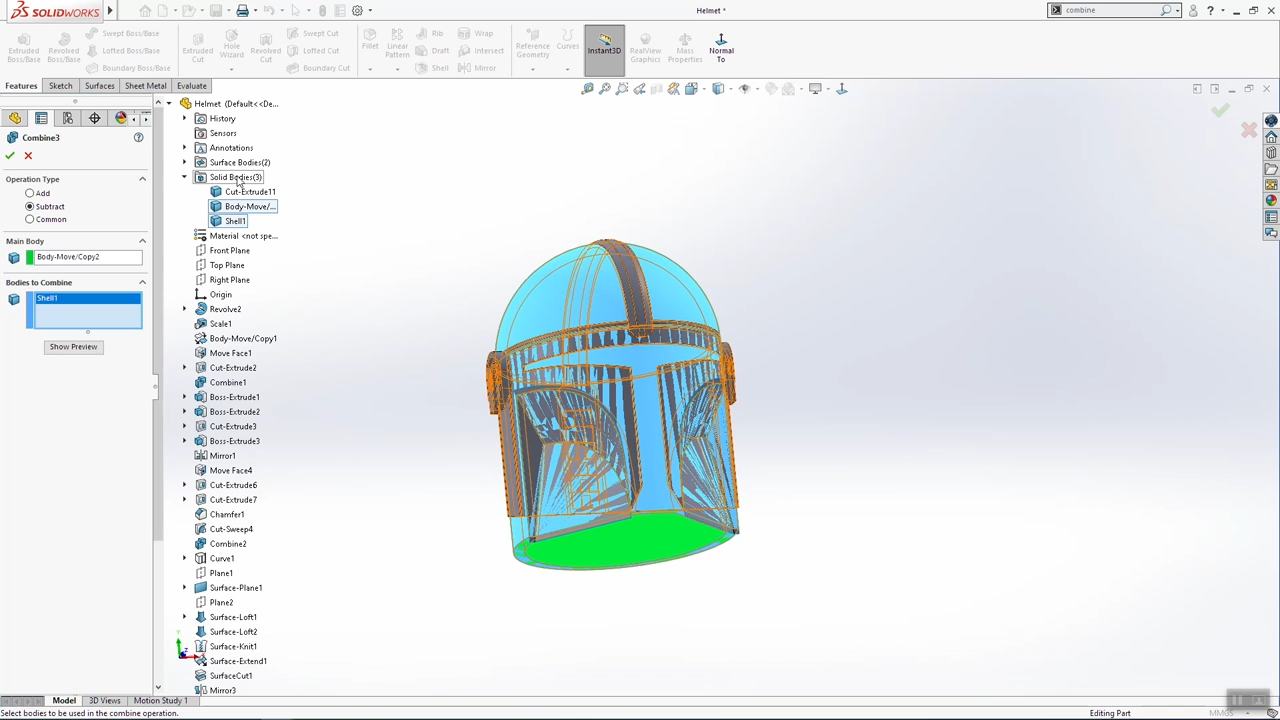 SOLIDWORKS
Helmet *
combine
Extruded Boss/Base
Revolved Boss/Base
Swept Boss/Base
Lofted Boss/Base
Boundary Boss/Base
Extruded Cut
Hole Wizard
Revolved Cut
Swept Cut
Lofted Cut
Boundary Cut
Fillet
Linear Pattern
Rib
Draft
Shell
Wrap
Intersect
Mirror
Reference Geometry
Curves
Instant3D
RealView Graphics
Mass Properties
Normal To
Features
Sketch
Surfaces
Sheet Metal
Evaluate
Combine3
Operation Type
Add
Subtract
Common
Main Body
Body-Move/Copy2
Bodies to Combine
Shell1
Show Preview
Helmet (Default<<De...
History
Sensors
Annotations
Surface Bodies(2)
Solid Bodies(3)
Cut-Extrude11
Body-Move/...
Shell1
Material <not spe...
Front Plane
Top Plane
Right Plane
Origin
Revolve2
Scale1
Body-Move/Copy1
Move Face1
Cut-Extrude2
Combine1
Boss-Extrude1
Boss-Extrude2
Cut-Extrude3
Boss-Extrude3
Mirror1
Move Face4
Cut-Extrude6
Cut-Extrude7
Chamfer1
Cut-Sweep4
Combine2
Curve1
Plane1
Surface-Plane1
Plane2
Surface-Loft1
Surface-Loft2
Surface-Knit1
Surface-Extend1
SurfaceCut1
Mirror3
Model
3D Views
Motion Study 1
Select bodies to be used in the combine operation.
Editing Part
MMGS